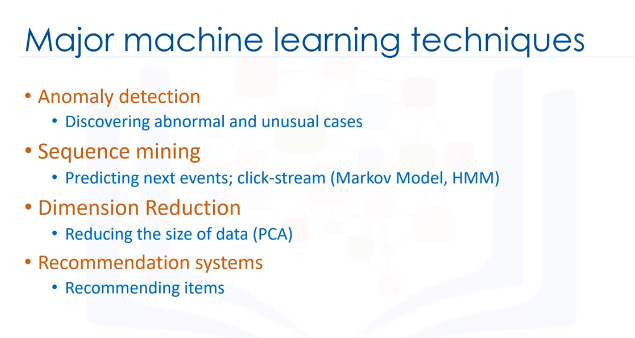 Major machine learning techniques
• Anomaly detection
• Discovering abnormal and unusual cases
• Sequence mining
• Predicting next events; click-stream (Markov Model, HMM)
• Dimension Reduction
• Reducing the size of data (PCA)
• Recommendation systems
• Recommending items